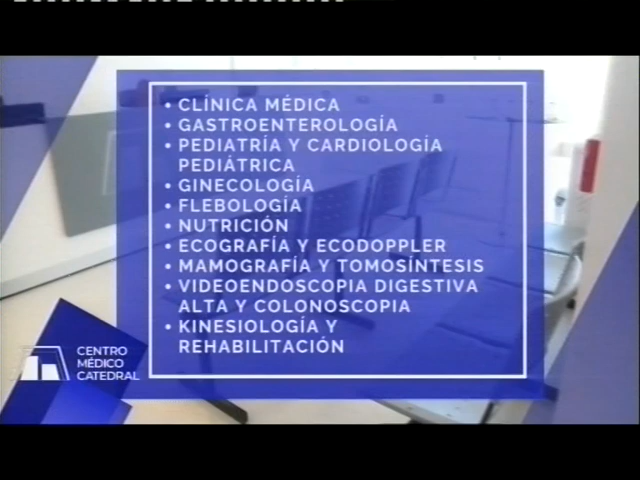 • CLÍNICA MÉDICA
• GASTROENTEROLOGÍA
• PEDIATRÍA Y CARDIOLOGÍA
PEDIÁTRICA
• GINECOLOGÍA
• FLEBOLOGÍA
• NUTRICIÓN
• ECOGRAFÍA Y ECODOPPLER
• MAMOGRAFÍA Y TOMOSÍNTESIS
• VIDEOENDOSCOPIA DIGESTIVA
ALTA Y COLONOSCOPIA
• KINESIOLOGÍA Y
REHABILITACIÓN
CENTRO
MÉDICO
CATEDRAL